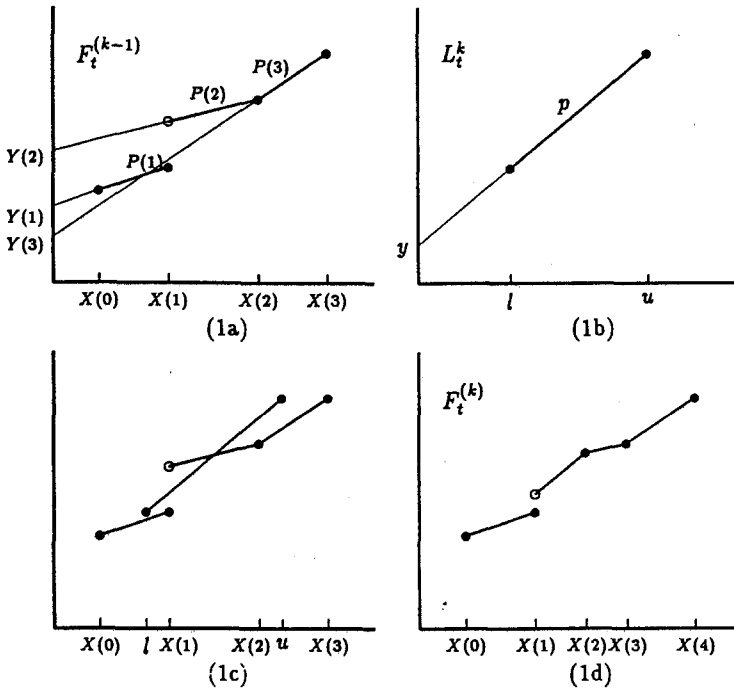 F_t^{(k-1)}
P(3)
P(2)
Y(2)
P(1)
Y(1)
Y(3)
X(0) X(1) X(2) X(3)
(1a)
L_t^k
p
y
l u
(1b)
X(0) l X(1) X(2) u X(3)
(1c)
F_t^{(k)}
X(0) X(1) X(2) X(3) X(4)
(1d)